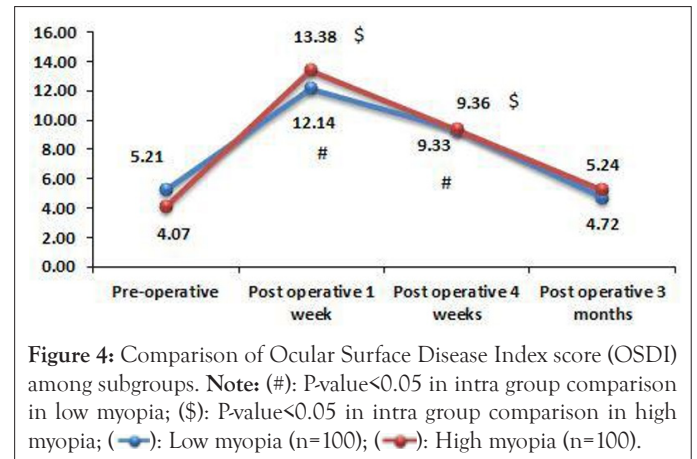 16.00
14.00
12.00
10.00
8.00
6.00
4.00
2.00
0.00
13.38 $
12.14
#
9.36 $
9.33
#
5.21
4.07
5.24
4.72
Pre-operative
Post operative 1
week
Post operative 4
weeks
Post operative 3
months
Figure 4: Comparison of Ocular Surface Disease Index score (OSDI)
among subgroups. Note: (#): P-value<0.05 in intra group comparison
in low myopia; ($): P-value<0.05 in intra group comparison in high
myopia; ( ): Low myopia (n=100); ( ): High myopia (n=100).